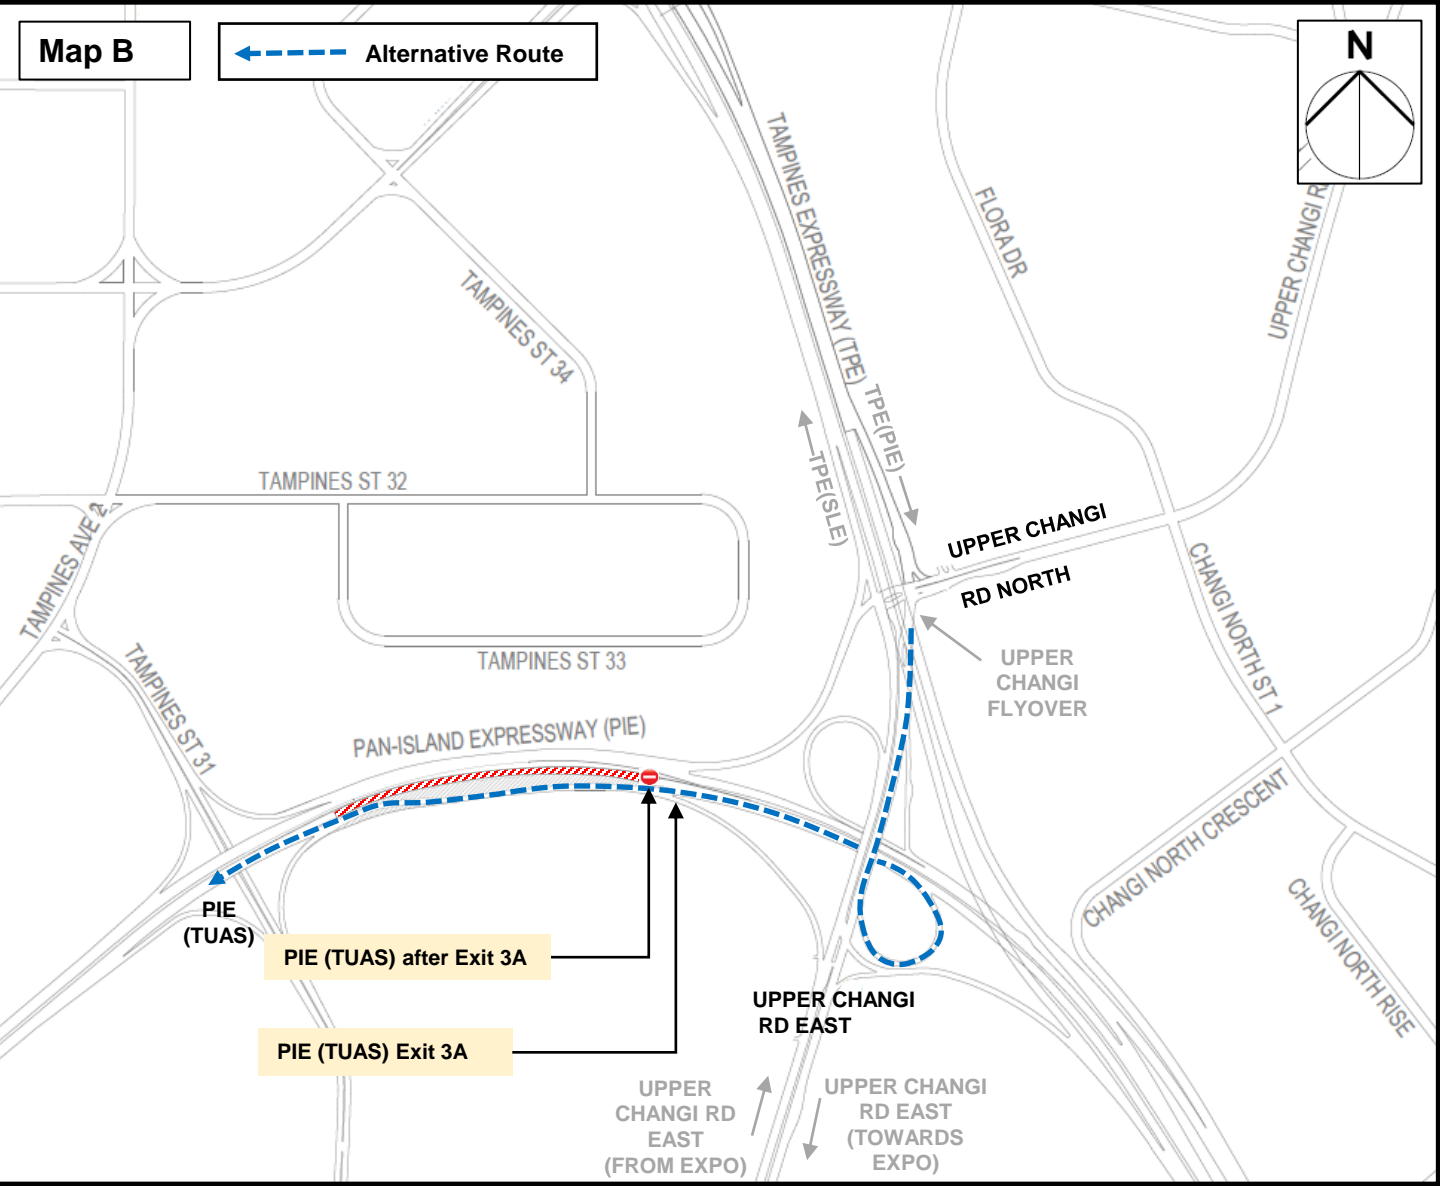 Map B
Alternative Route
N
TAMPINES EXPRESSWAY (TPE)
FLORA DR
UPPER CHANGI R
TAMPINES ST 34
TPE(PIE)
TPE(SLE)
TAMPINES ST 32
TAMPINES AVE 2
UPPER CHANGI
RD NORTH
CHANGI NORTH ST 1
TAMPINES ST 33
UPPER
CHANGI
FLYOVER
TAMPINES ST 31
PAN-ISLAND EXPRESSWAY (PIE)
CHANGI NORTH CRESCENT
CHANGI NORTH RISE
PIE
(TUAS)
PIE (TUAS) after Exit 3A
UPPER CHANGI
RD EAST
PIE (TUAS) Exit 3A
UPPER
CHANGI RD
EAST
(FROM EXPO)
UPPER CHANGI
RD EAST
(TOWARDS
EXPO)